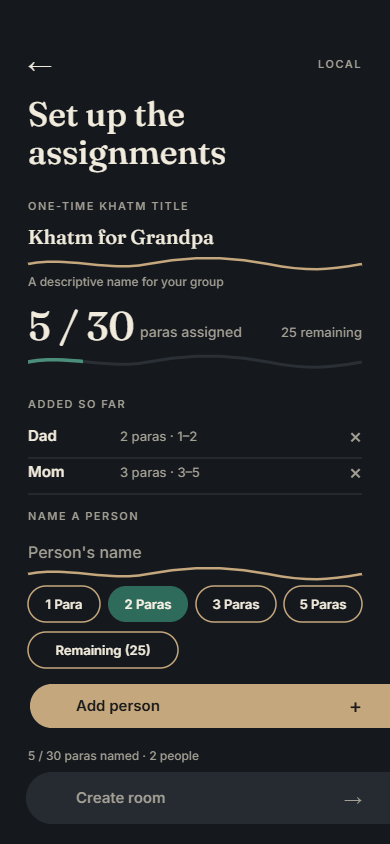 ←
LOCAL
Set up the
assignments
ONE-TIME KHATM TITLE
Khatm for Grandpa
A descriptive name for your group
5 / 30 paras assigned 25 remaining
ADDED SO FAR
Dad 2 paras · 1–2 ×
Mom 3 paras · 3–5 ×
NAME A PERSON
Person's name
1 Para 2 Paras 3 Paras 5 Paras
Remaining (25)
Add person +
5 / 30 paras named · 2 people
Create room →